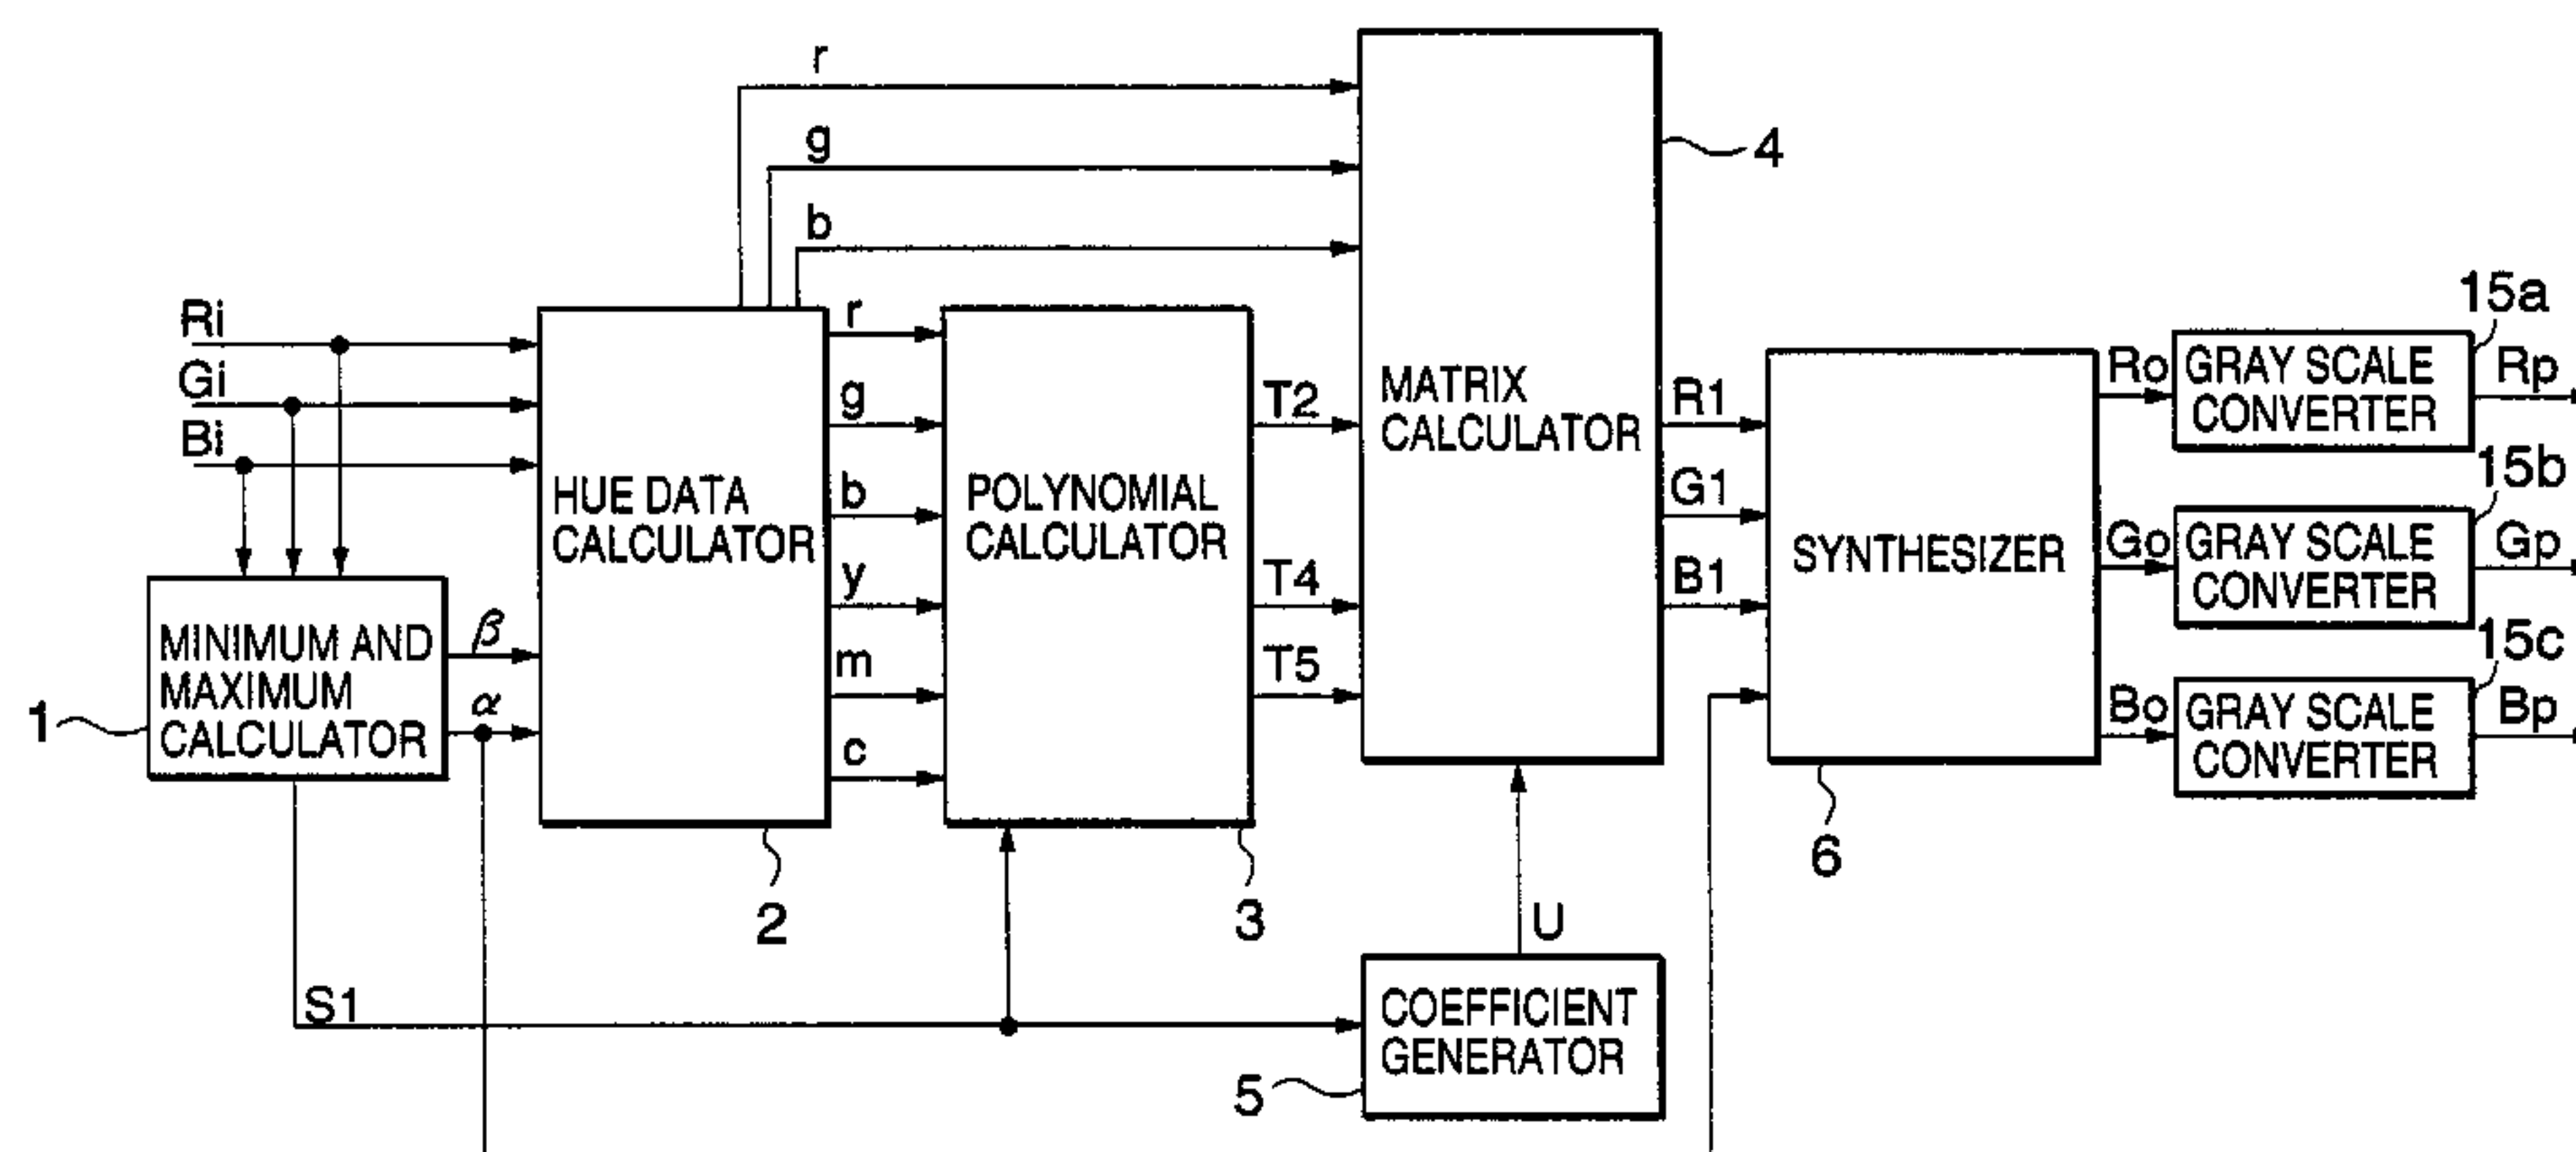 r
g
b
4
Ri
Gi
Bi
r
g
b
y
m
c
HUE DATA
CALCULATOR
2
POLYNOMIAL
CALCULATOR
3
T2
T4
T5
MATRIX
CALCULATOR
R1
G1
B1
SYNTHESIZER
6
Ro
Go
Bo
15a
GRAY SCALE
CONVERTER
Rp
15b
GRAY SCALE
CONVERTER
Gp
15c
GRAY SCALE
CONVERTER
Bp
1
MINIMUM AND
MAXIMUM
CALCULATOR
β
α
S1
U
5
COEFFICIENT
GENERATOR